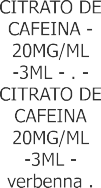 CITRATO DE
CAFEINA -
20MG/ML
-3ML - . -
CITRATO DE
CAFEINA
20MG/ML
-3ML -
verbenna .